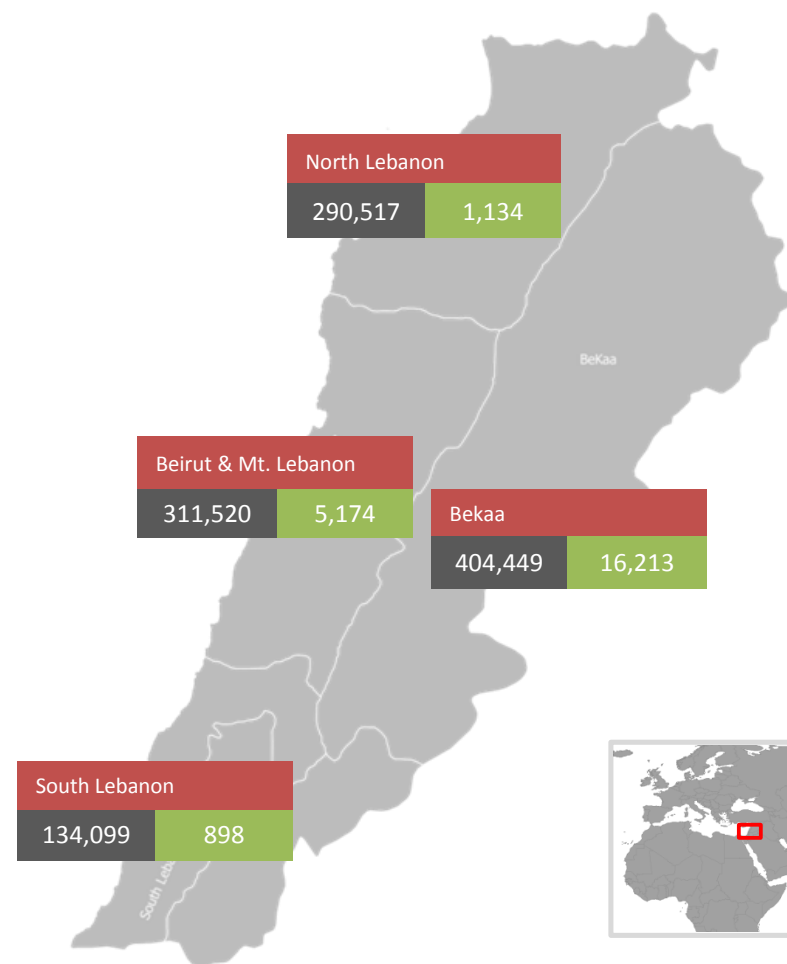 North Lebanon
290,517 1,134
BeKaa
Beirut & Mt. Lebanon
311,520 5,174
Bekaa
404,449 16,213
South Lebanon
134,099 898
South